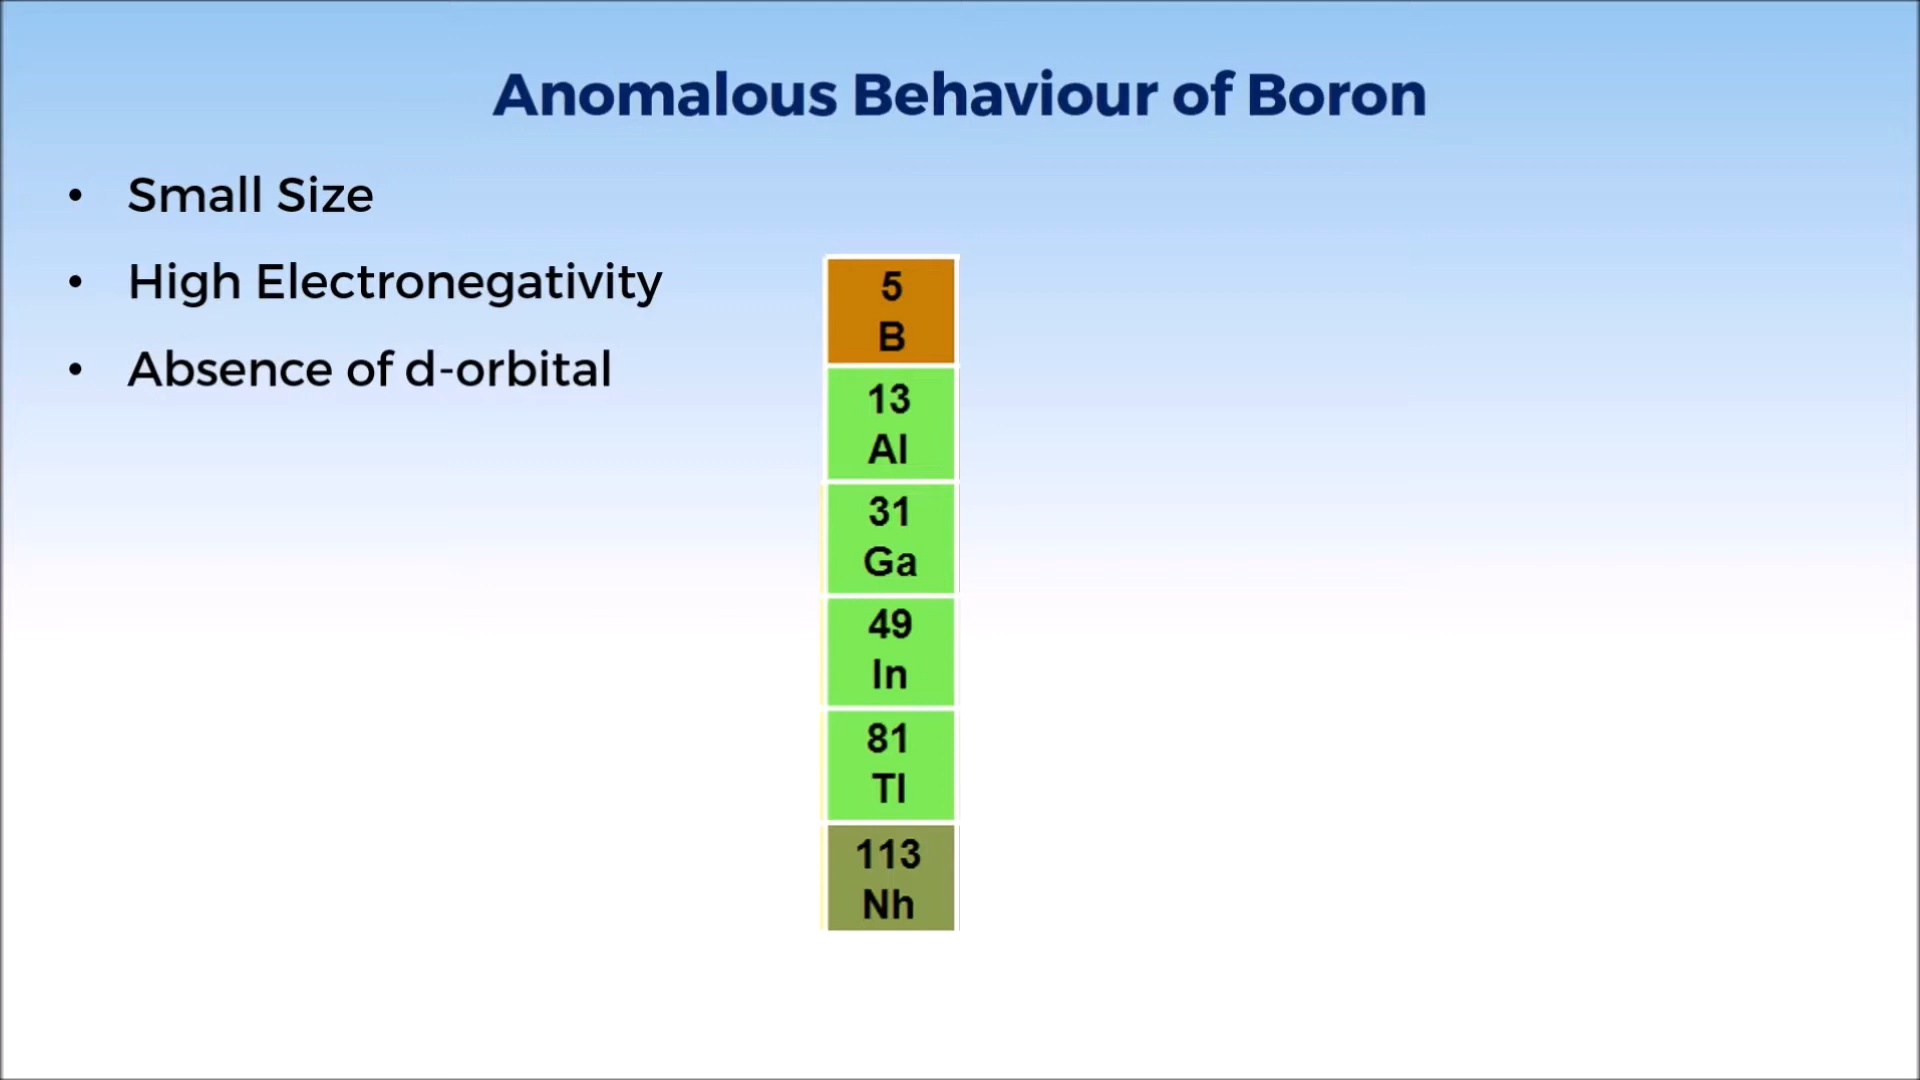 Anomalous Behaviour of Boron
• Small Size
• High Electronegativity
• Absence of d-orbital
5
B
13
Al
31
Ga
49
In
81
Tl
113
Nh